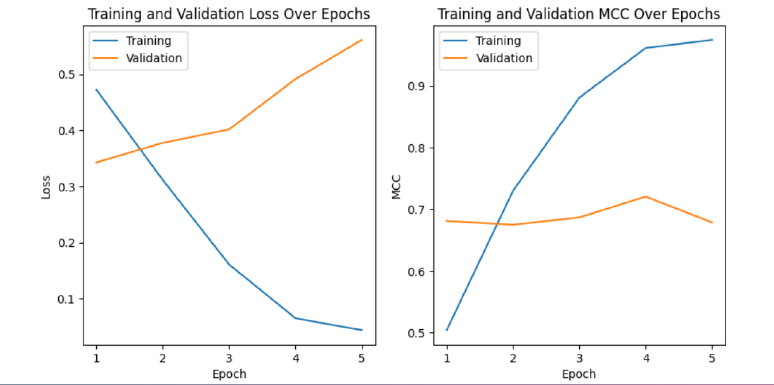 Training and Validation Loss Over Epochs
Training
Validation
0.5
0.4
0.3
0.2
0.1
Loss
1 2 3 4 5
Epoch
Training and Validation MCC Over Epochs
Training
Validation
0.9
0.8
0.7
0.6
0.5
MCC
1 2 3 4 5
Epoch